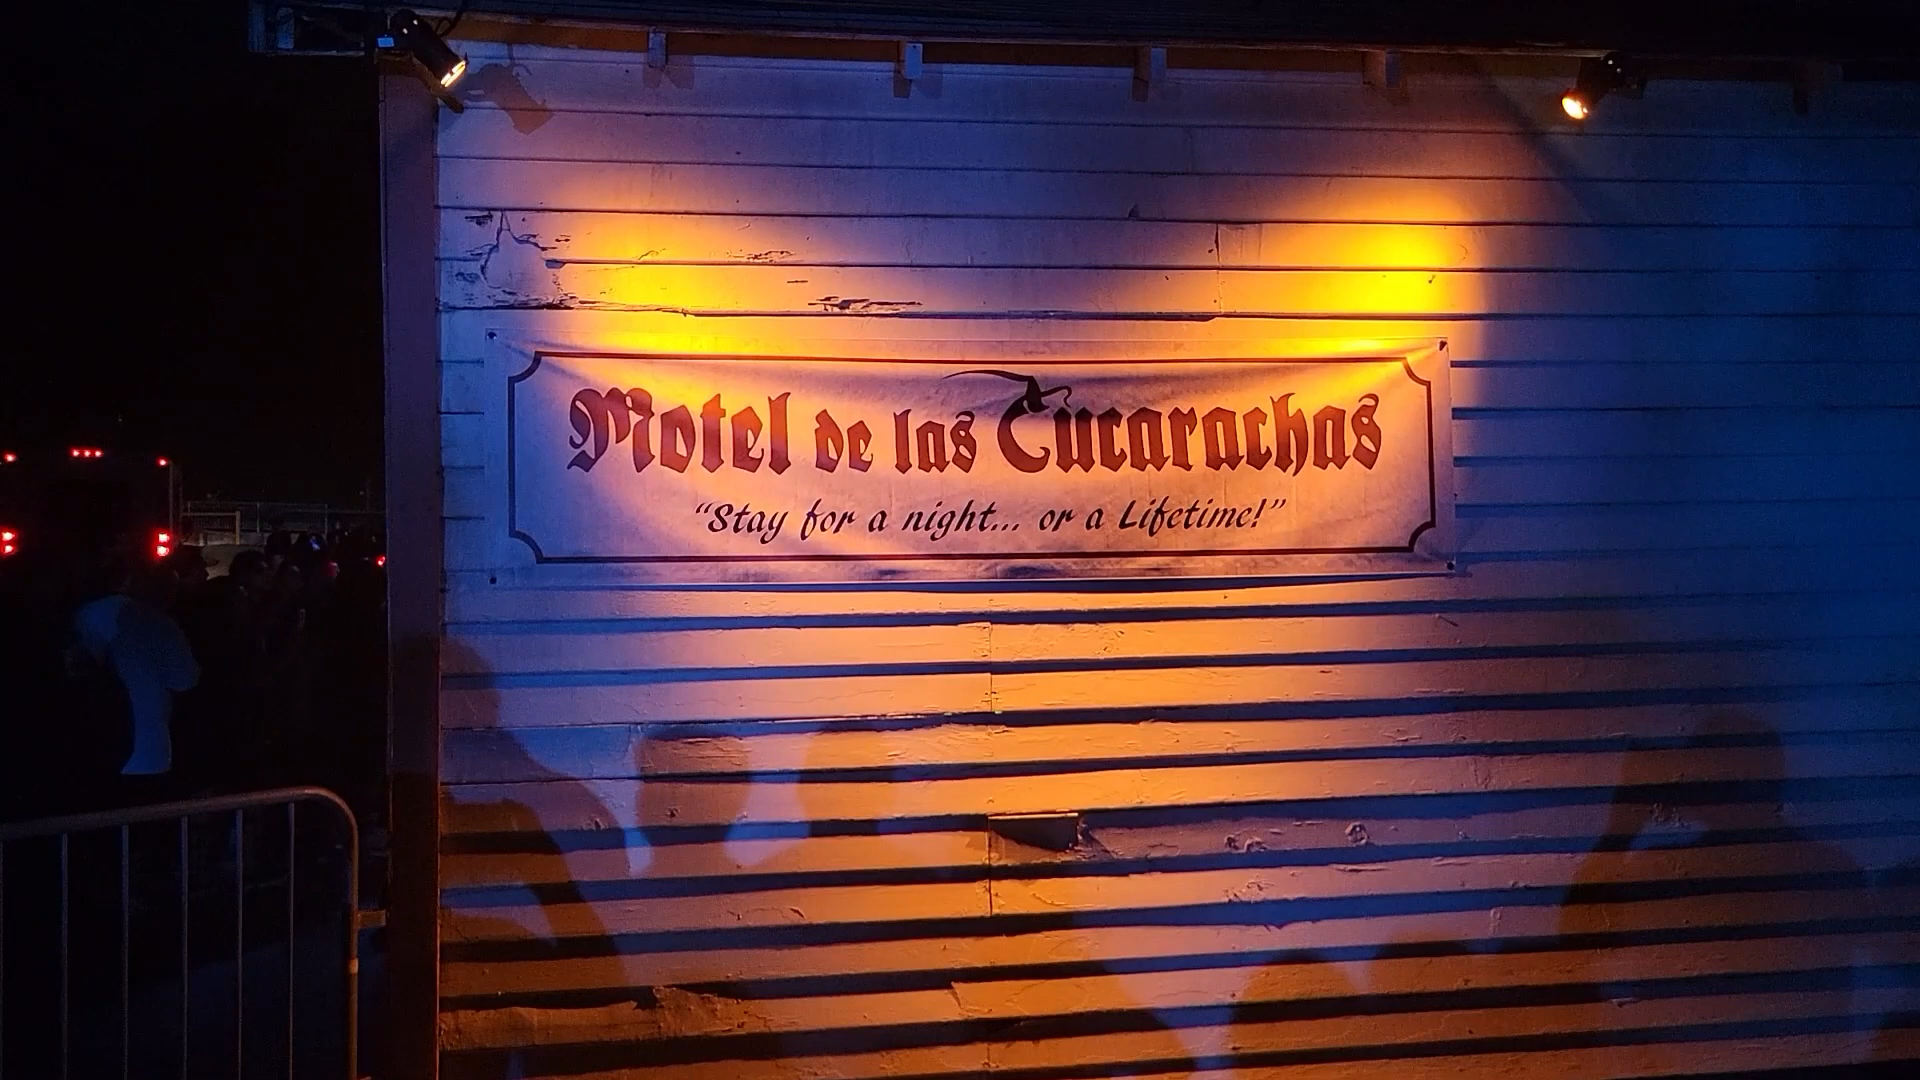 Motel de las Cucarachas
“Stay for a night... or a Lifetime!”